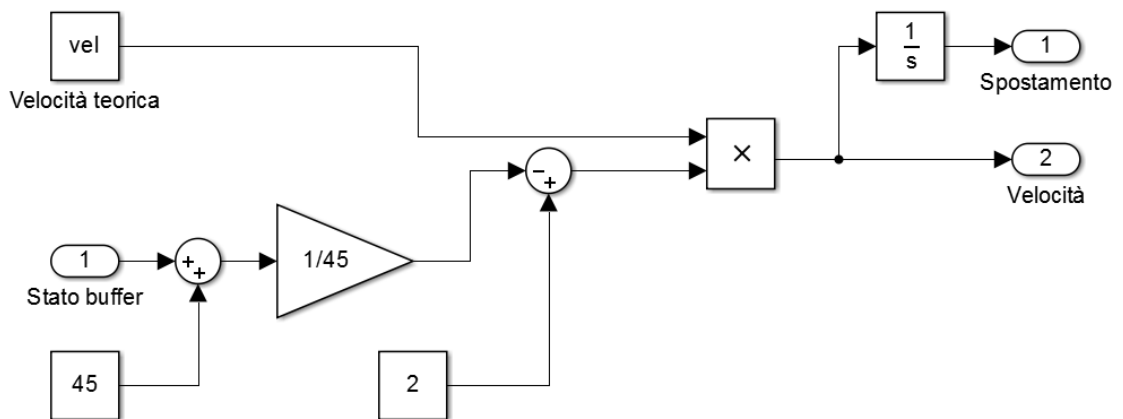 vel
Velocità teorica
1
s
1
Spostamento
×
2
Velocità
−
+
1
Stato buffer
+
+
1/45
45
2